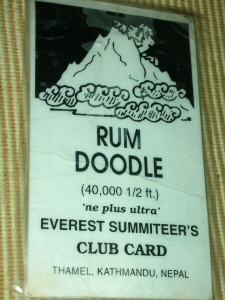 RUM
DOODLE
(40,000 1/2 ft.)
'ne plus ultra'
EVEREST SUMMITEER'S
CLUB CARD
THAMEL, KATHMANDU, NEPAL